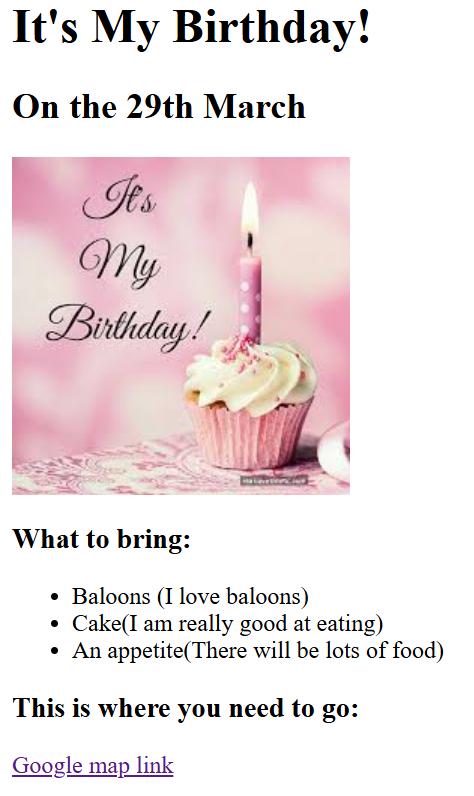 It's My Birthday!
On the 29th March
It's
My
Birthday!
What to bring:
Baloons (I love baloons)
Cake(I am really good at eating)
An appetite(There will be lots of food)
This is where you need to go:
Google map link